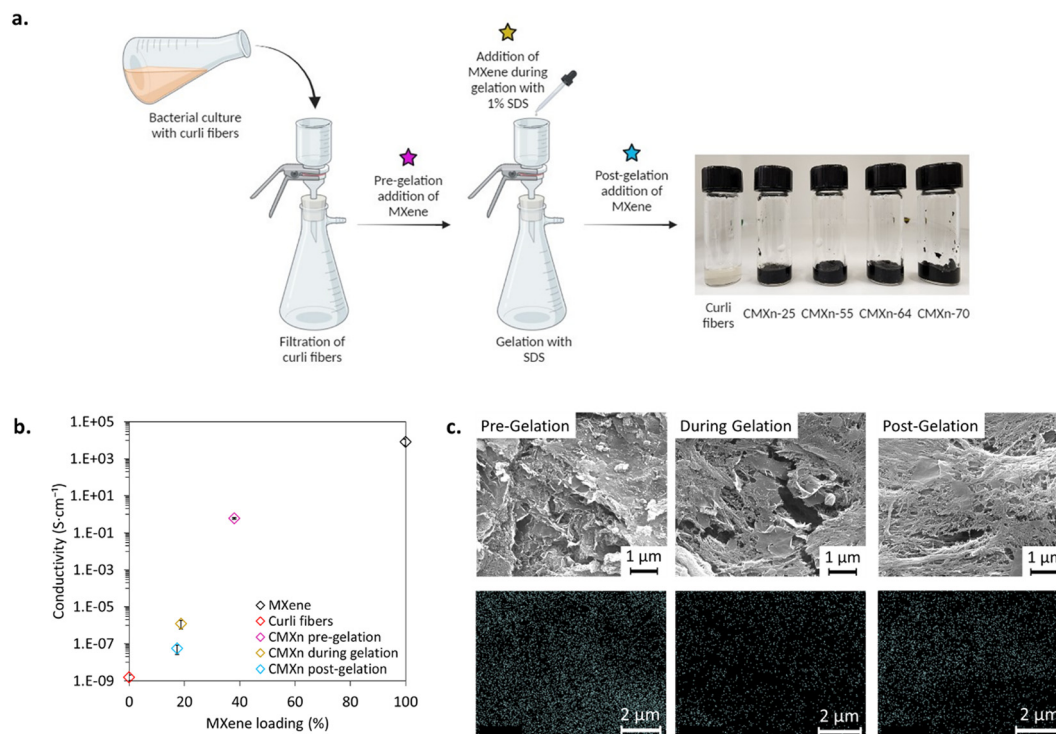 a.
Bacterial culture
with curli fibers
Filtration of
curli fibers
Pre-gelation
addition of
MXene
Addition of
MXene during
gelation with
1% SDS
Gelation with
SDS
Post-gelation
addition of
MXene
Curli
fibers
CMXn-25
CMXn-55
CMXn-64
CMXn-70
b.
Conductivity (S·cm⁻¹)
1.E+05
1.E+03
1.E+01
1.E-01
1.E-03
1.E-05
1.E-07
1.E-09
MXene
Curli fibers
CMXn pre-gelation
CMXn during gelation
CMXn post-gelation
0 20 40 60 80 100
MXene loading (%)
c.
Pre-Gelation
During Gelation
Post-Gelation
1 µm
1 µm
1 µm
2 µm
2 µm
2 µm